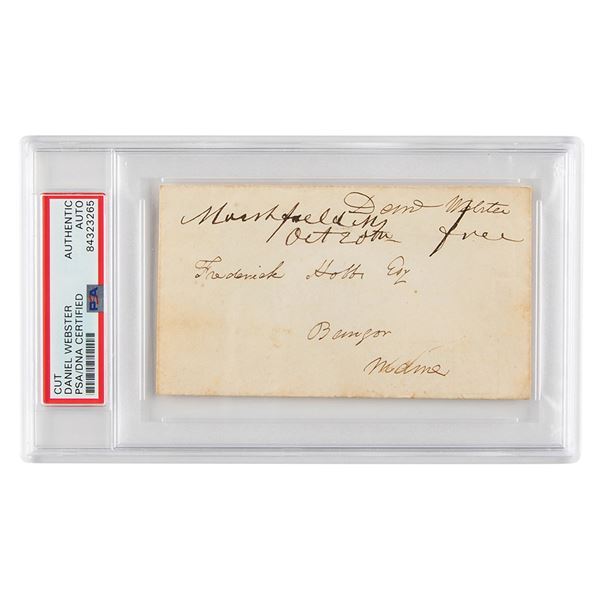 CUT
DANIEL WEBSTER
PSA/DNA CERTIFIED
AUTHENTIC
AUTO
84323265
PSA
Danl Webster
Marshfield Ms free
Oct 20th
Frederick Hobbs Esq
Bangor
Maine